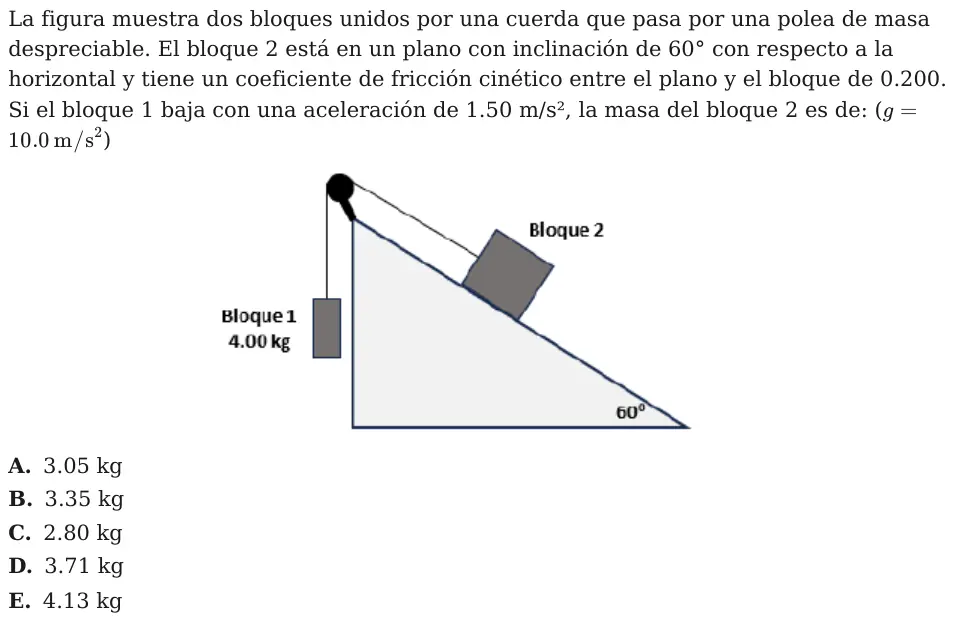 La figura muestra dos bloques unidos por una cuerda que pasa por una polea de masa
despreciable. El bloque 2 está en un plano con inclinación de 60° con respecto a la
horizontal y tiene un coeficiente de fricción cinético entre el plano y el bloque de 0.200.
Si el bloque 1 baja con una aceleración de 1.50 m/s², la masa del bloque 2 es de: (g =
10.0 m/s²)
Bloque 2
Bloque 1
4.00 kg
60⁰
A. 3.05 kg
B. 3.35 kg
C. 2.80 kg
D. 3.71 kg
E. 4.13 kg